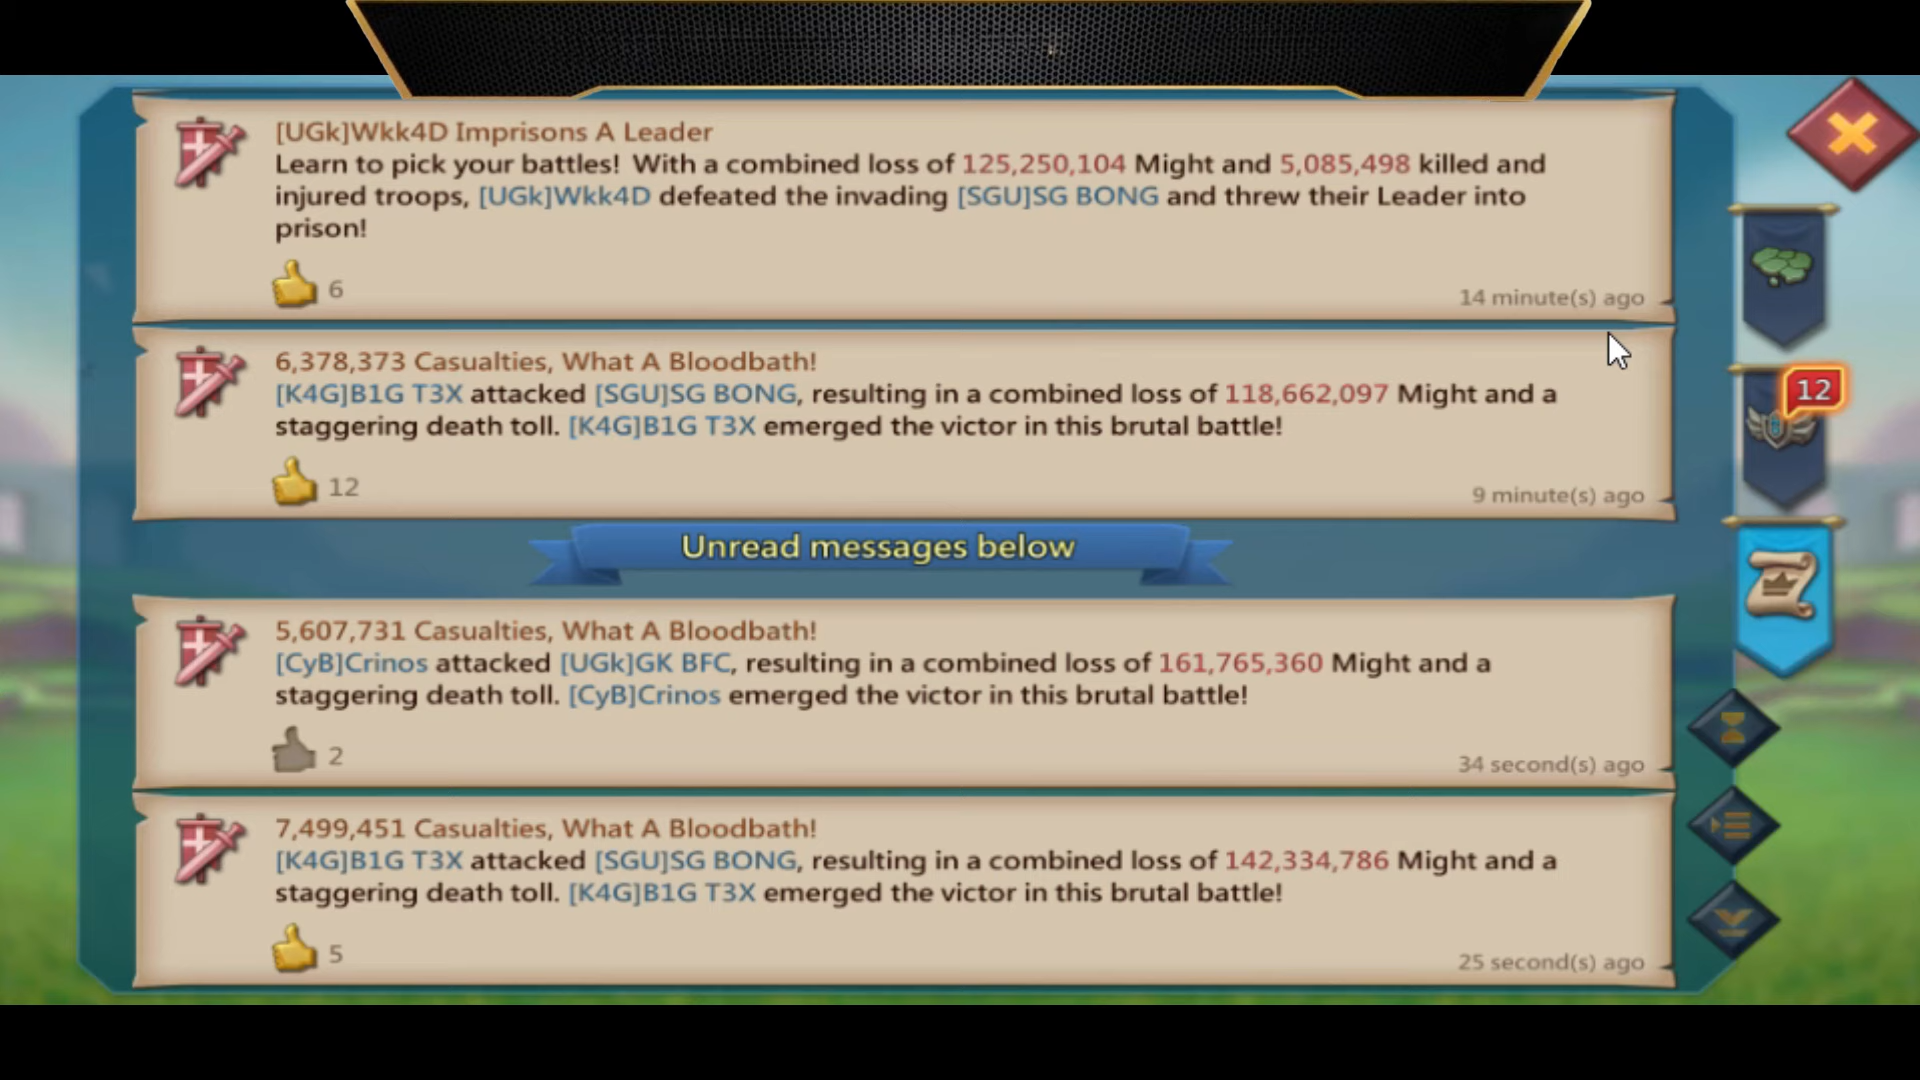 [UGk]Wkk4D Imprisons A Leader
Learn to pick your battles! With a combined loss of 125,250,104 Might and 5,085,498 killed and
injured troops, [UGk]Wkk4D defeated the invading [SGU]SG BONG and threw their Leader into
prison!
6
14 minute(s) ago
6,378,373 Casualties, What A Bloodbath!
[K4G]B1G T3X attacked [SGU]SG BONG, resulting in a combined loss of 118,662,097 Might and a
staggering death toll. [K4G]B1G T3X emerged the victor in this brutal battle!
12
12
9 minute(s) ago
Unread messages below
5,607,731 Casualties, What A Bloodbath!
[CyB]Crinos attacked [UGk]GK BFC, resulting in a combined loss of 161,765,360 Might and a
staggering death toll. [CyB]Crinos emerged the victor in this brutal battle!
2
34 second(s) ago
7,499,451 Casualties, What A Bloodbath!
[K4G]B1G T3X attacked [SGU]SG BONG, resulting in a combined loss of 142,334,786 Might and a
staggering death toll. [K4G]B1G T3X emerged the victor in this brutal battle!
5
25 second(s) ago